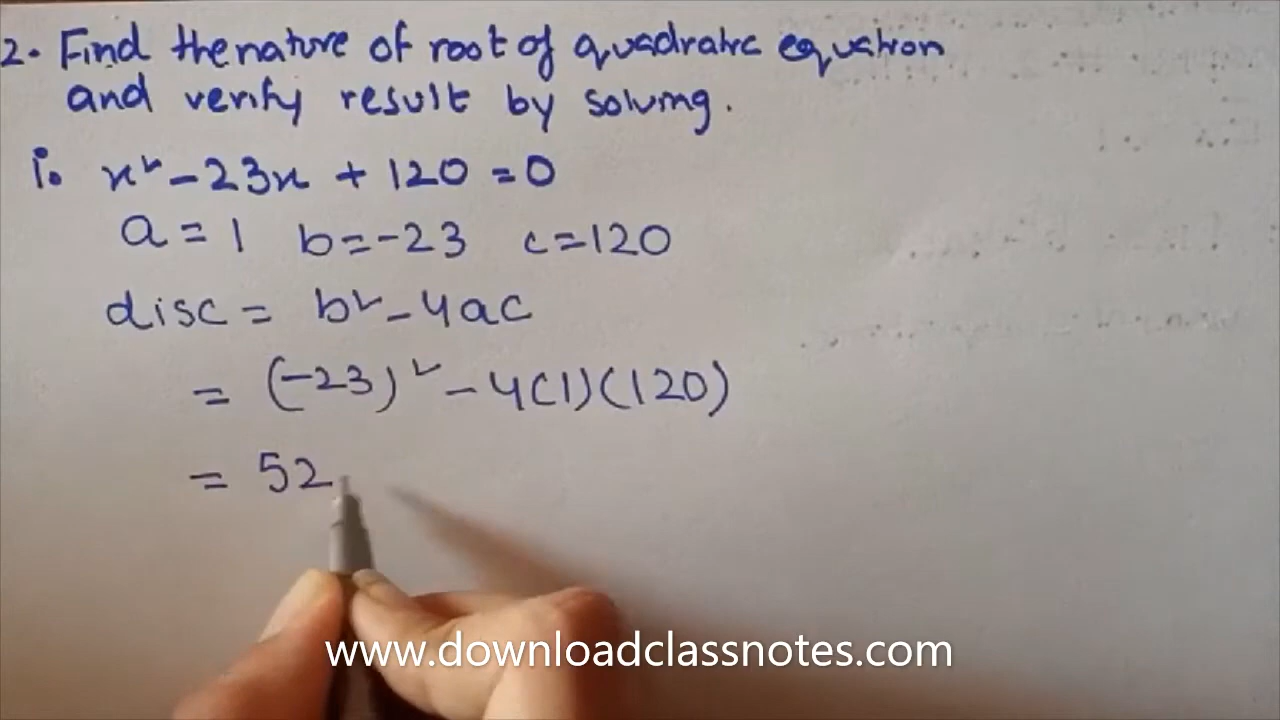 2. Find the nature of root of quadratic equation
and verify result by solving.
i. x² - 23x + 120 = 0
a = 1 b = -23 c = 120
disc = b² - 4ac
= (-23)² - 4(1)(120)
= 52
www.downloadclassnotes.com